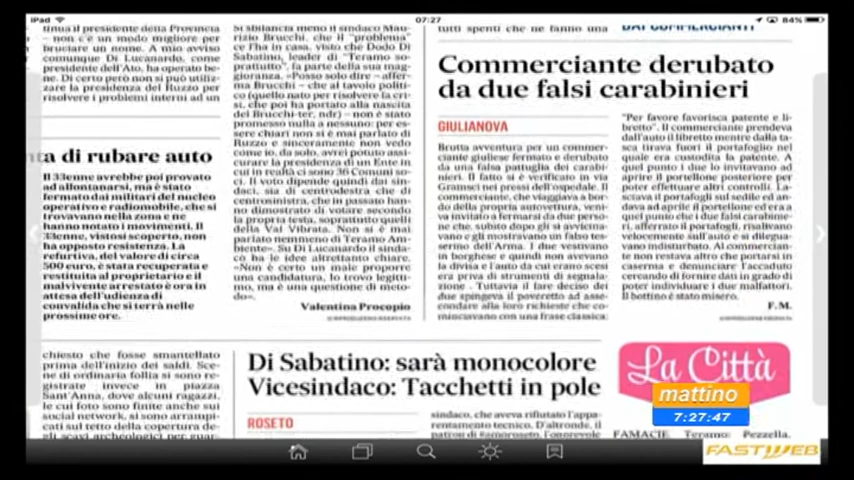 iPad
07:27
84%
tinua il presidente della Provincia
– non c'è un modo migliore per
bruciare un nome. A mio avviso
comunque Di Lucanardo, come
presidente dell'Ato, ha operato be-
ne. Di certo però non si può utiliz-
zare la presidenza del Ruzzo per
risolvere i problemi interni ad un
ta di rubare auto
Il 33enne avrebbe poi provato
ad allontanarsi, ma è stato
fermato dai militari del nucleo
operativo e radiomobile, che si
trovavano nella zona e ne
hanno notato i movimenti. Il
33enne, vistosi scoperto, non
ha opposto resistenza. La
refurtiva, del valore di circa
500 euro, è stata recuperata e
restituita al proprietario e il
malvivente arrestato è ora in
attesa dell'udienza di
convalida che si terrà nelle
prossime ore.
Si sbilancia meno il sindaco Mau-
rizio Brucchi, che il "problema"
ce l'ha in casa, visto che Dodo Di
Sabatino, leader di "Teramo so-
prattutto", fa parte della sua mag-
gioranza. «Posso solo dire – affer-
ma Brucchi – che al tavolo politi-
co (quello nato per risolvere la cri-
si, che poi ha portato alla nascita
del Brucchi-ter, ndr) – non è stato
promesso nulla a nessuno: per es-
sere chiari non si è mai parlato di
Ruzzo e sinceramente non vedo
come io, da solo, avrei potuto assi-
curare la presidenza di un Ente in
cui in realtà ci sono 36 Comuni so-
ci. Il voto dipende quindi dai sin-
daci, sia di centrodestra che di
centrosinistra, che in passato han-
no dimostrato di votare secondo
la propria testa, soprattutto quelli
della Val Vibrata. Non si è mai
parlato nemmeno di Teramo Am-
biente». Su Di Lucanardo il sinda-
co ha le idee altrettanto chiare.
«Non è certo un male proporre
una candidatura, lo trovo legitti-
mo, ma è una questione di meto-
do».
Valentina Procopio
tutti spenti che ne fanno una
DAI COMMERCIANTI
Commerciante derubato
da due falsi carabinieri
GIULIANOVA
Brutta avventura per un commer-
ciante giuliese fermato e derubato
da una falsa pattuglia dei carabi-
nieri. Il fatto si è verificato in via
Gramsci nei pressi dell'ospedale. Il
commerciante, che viaggiava a bor-
do della propria autovettura, veni-
va invitato a fermarsi da due perso-
ne che, subito dopo gli si avvicina-
vano e gli mostravano un falso tes-
serino dell'Arma. I due vestivano
in borghese e quindi non avevano
la divisa e l'auto da cui erano scesi
era priva di strumenti di segnala-
zione . Tuttavia il fare deciso dei
due spingeva il poveretto ad asse-
condare alla loro richieste che co-
minciavano con una frase classica:
"Per favore favorisca patente e li-
bretto". Il commerciante prendeva
dall'auto il libretto mentre dalla ta-
sca tirava fuori il portafoglio nel
quale era custodita la patente. A
quel punto i due lo invitavano ad
aprire il portellone posteriore per
poter effettuare altri controlli. La-
sciava il portafogli sul sedile ed an-
dava ad aprire il portellone ed era a
quel punto che i due falsi carabinie-
ri, afferrato il portafogli, risalivano
velocemente sull'auto e si dilegua-
vano indisturbati. Al commercian-
te non restava altro che portarsi in
caserma e denunciare l'accaduto
cercando di fornire dati in grado di
poter individuare i due malfattori.
Il bottino è stato misero.
F.M.
chiesto che fosse smantellato
prima dell'inizio dei saldi. Sce-
ne di ordinaria follia si sono re-
gistrate invece in piazza
Sant'Anna, dove alcuni ragazzi,
le cui foto sono finite anche sui
social network, si sono arrampi-
cati sul tetto della copertura de-
gli scavi archeologici per guar-
Di Sabatino: sarà monocolore
Vicesindaco: Tacchetti in pole
ROSETO
sindaco, che aveva rifiutato l'appa-
rentamento tecnico. D'altronde, il
patron di #amoroseto, l'onorevole
La Città
mattino
7:27:47
FAMACIE Teramo: Pezzella,
FASTWEB